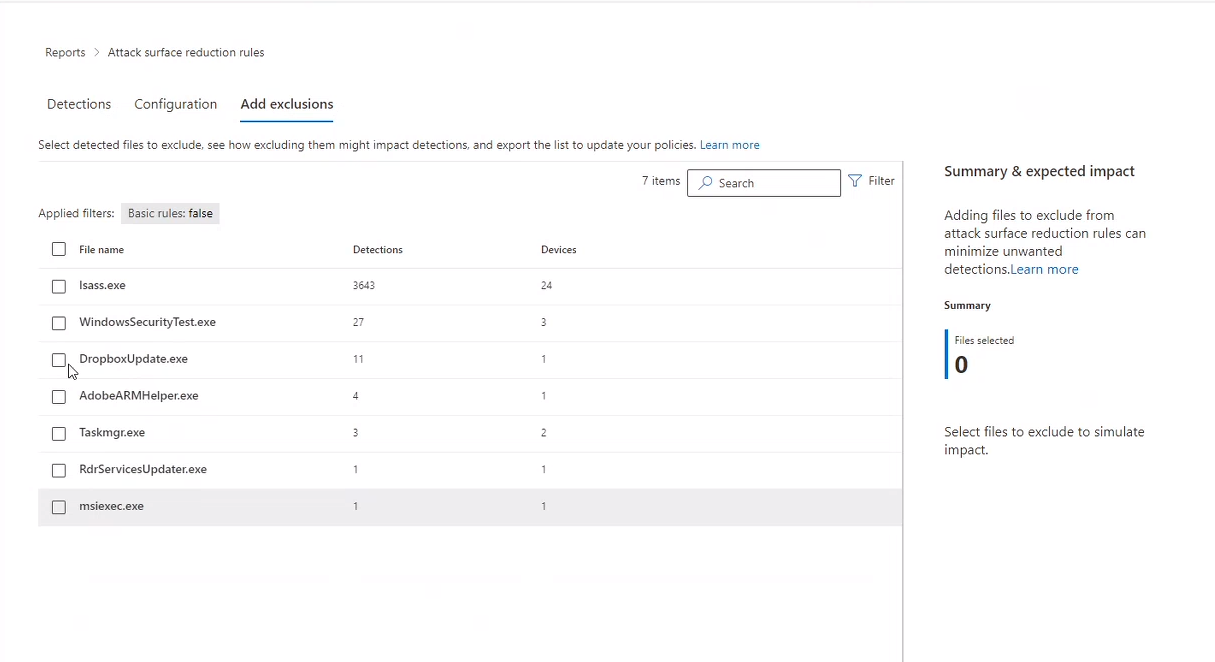 Reports > Attack surface reduction rules
Detections Configuration Add exclusions
Select detected files to exclude, see how excluding them might impact detections, and export the list to update your policies. Learn more
7 items Search Filter
Applied filters: Basic rules: false
File name Detections Devices
lsass.exe 3643 24
WindowsSecurityTest.exe 27 3
DropboxUpdate.exe 11 1
AdobeARMHelper.exe 4 1
Taskmgr.exe 3 2
RdrServicesUpdater.exe 1 1
msiexec.exe 1 1
Summary & expected impact
Adding files to exclude from
attack surface reduction rules can
minimize unwanted
detections.Learn more
Summary
Files selected
0
Select files to exclude to simulate
impact.